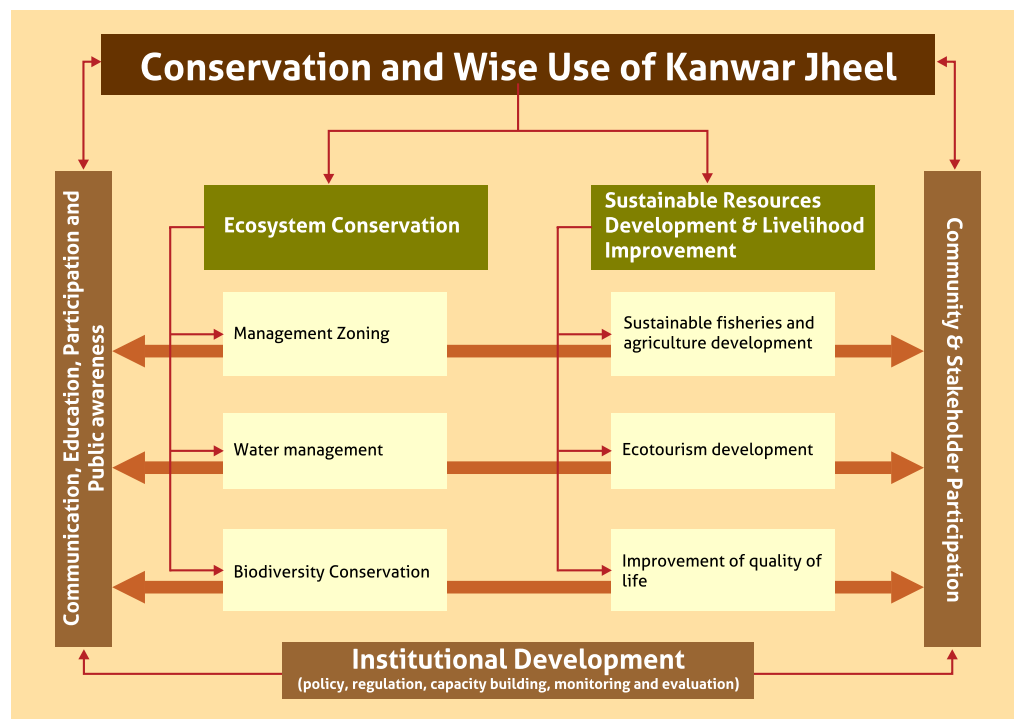 Conservation and Wise Use of Kanwar Jheel
Communication, Education, Participation and
Public awareness
Ecosystem Conservation
Management Zoning
Water management
Biodiversity Conservation
Sustainable Resources
Development & Livelihood
Improvement
Sustainable fisheries and
agriculture development
Ecotourism development
Improvement of quality of
life
Community & Stakeholder Participation
Institutional Development
(policy, regulation, capacity building, monitoring and evaluation)